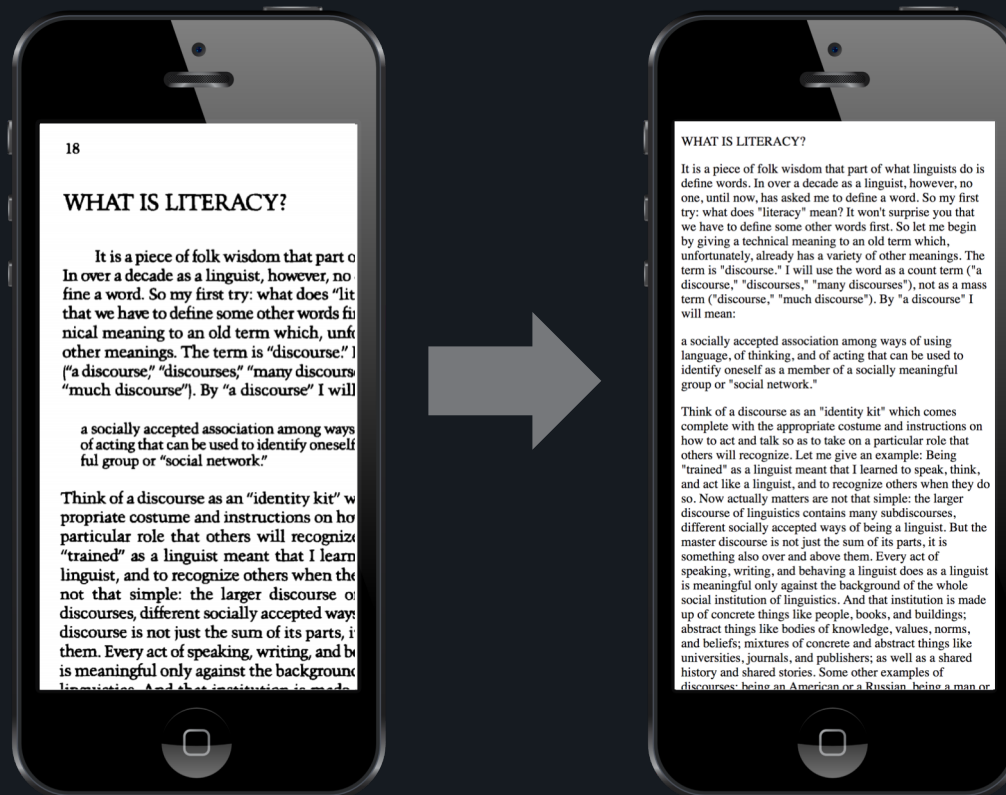 18
WHAT IS LITERACY?
It is a piece of folk wisdom that part o
In over a decade as a linguist, however, no
fine a word. So my first try: what does “lit
that we have to define some other words fi
nical meaning to an old term which, unfo
other meanings. The term is “discourse.”
(“a discourse,” “discourses,” “many discours
“much discourse”). By “a discourse” I will
a socially accepted association among ways
of acting that can be used to identify oneself
ful group or “social network.”
Think of a discourse as an “identity kit” w
propriate costume and instructions on ho
particular role that others will recognize
“trained” as a linguist meant that I learn
linguist, and to recognize others when the
not that simple: the larger discourse o
discourses, different socially accepted ways
discourse is not just the sum of its parts, i
them. Every act of speaking, writing, and b
is meaningful only against the background
linguistics. And that institution is made
WHAT IS LITERACY?
It is a piece of folk wisdom that part of what linguists do is
define words. In over a decade as a linguist, however, no
one, until now, has asked me to define a word. So my first
try: what does "literacy" mean? It won't surprise you that
we have to define some other words first. So let me begin
by giving a technical meaning to an old term which,
unfortunately, already has a variety of other meanings. The
term is "discourse." I will use the word as a count term ("a
discourse," "discourses," "many discourses"), not as a mass
term ("discourse," "much discourse"). By "a discourse" I
will mean:
a socially accepted association among ways of using
language, of thinking, and of acting that can be used to
identify oneself as a member of a socially meaningful
group or "social network."
Think of a discourse as an "identity kit" which comes
complete with the appropriate costume and instructions on
how to act and talk so as to take on a particular role that
others will recognize. Let me give an example: Being
"trained" as a linguist meant that I learned to speak, think,
and act like a linguist, and to recognize others when they do
so. Now actually matters are not that simple: the larger
discourse of linguistics contains many subdiscourses,
different socially accepted ways of being a linguist. But the
master discourse is not just the sum of its parts, it is
something also over and above them. Every act of
speaking, writing, and behaving a linguist does as a linguist
is meaningful only against the background of the whole
social institution of linguistics. And that institution is made
up of concrete things like people, books, and buildings;
abstract things like bodies of knowledge, values, norms,
and beliefs; mixtures of concrete and abstract things like
universities, journals, and publishers; as well as a shared
history and shared stories. Some other examples of
discourses: being an American or a Russian, being a man or